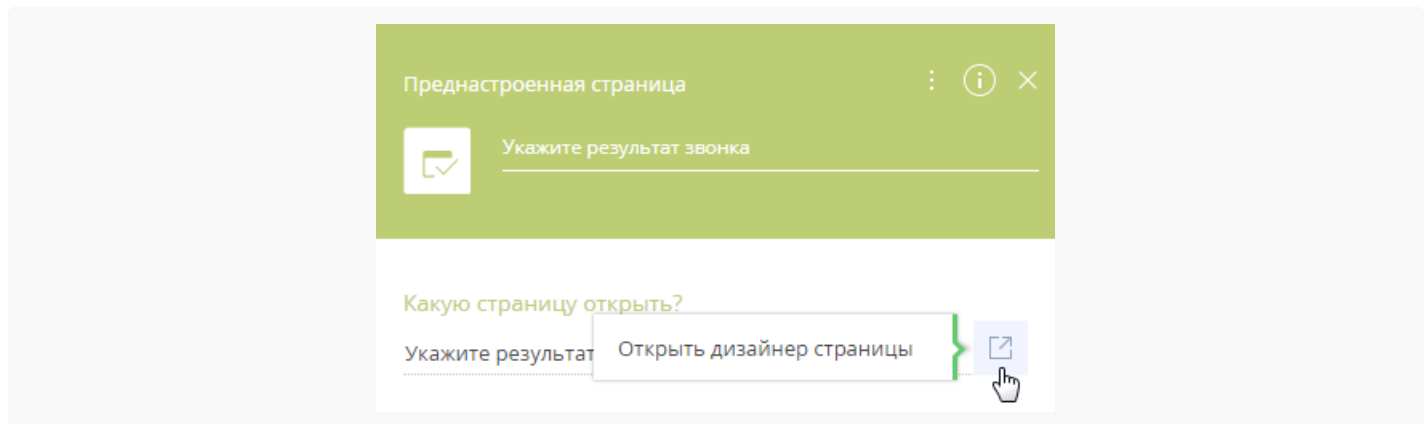 Преднастроенная страница
Укажите результат звонка
Какую страницу открыть?
Укажите результат
Открыть дизайнер страницы